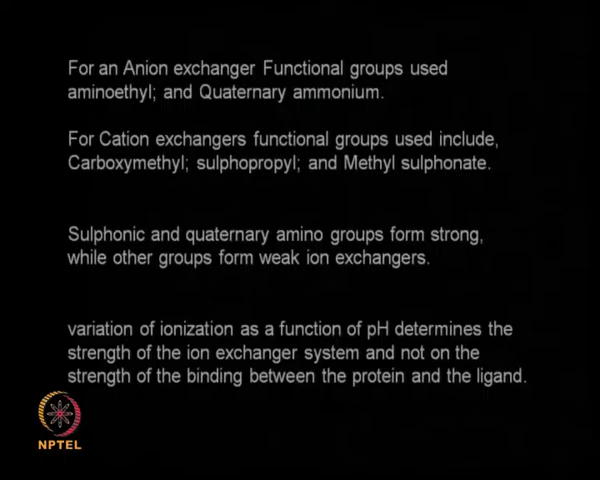 For an Anion exchanger Functional groups used
aminoethyl; and Quaternary ammonium.
For Cation exchangers functional groups used include,
Carboxymethyl; sulphopropyl; and Methyl sulphonate.
Sulphonic and quaternary amino groups form strong,
while other groups form weak ion exchangers.
variation of ionization as a function of pH determines the
strength of the ion exchanger system and not on the
strength of the binding between the protein and the ligand.
NPTEL